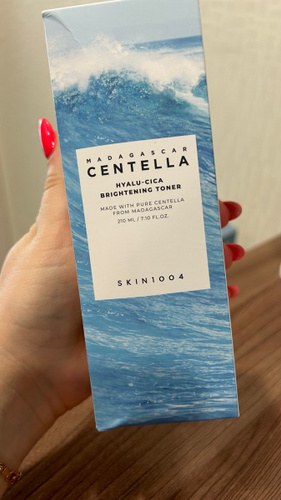 MADAGASCAR
CENTELLA
HYALU-CICA
BRIGHTENING TONER
MADE WITH PURE CENTELLA
FROM MADAGASCAR
210 ML / 7.10 FL.OZ.
SKIN1004